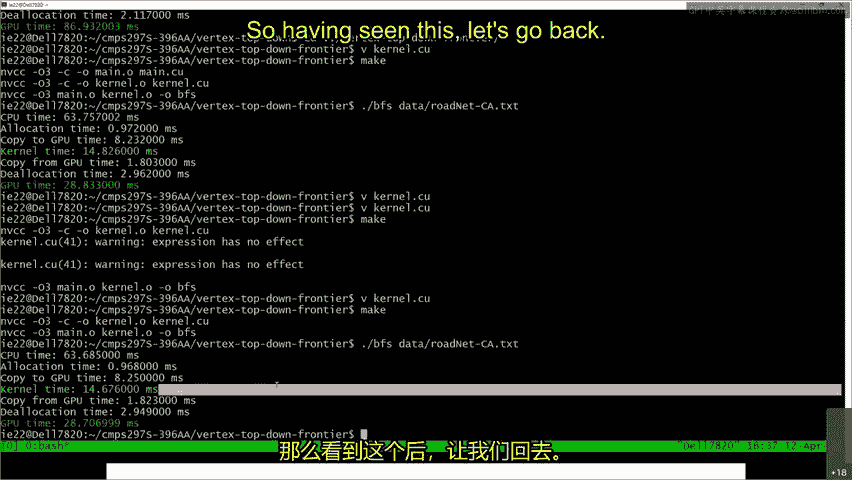 Deallocation time: 2.117000 ms
GPU time: 86.932003 ms
So having seen this, let's go back.
ie22@Dell7820:~/cmps297S-396AA/vertex-top-down-frontier$ v kernel.cu
ie22@Dell7820:~/cmps297S-396AA/vertex-top-down-frontier$ make
nvcc -O3 -c -o main.o main.cu
nvcc -O3 -c -o kernel.o kernel.cu
nvcc -O3 main.o kernel.o -o bfs
ie22@Dell7820:~/cmps297S-396AA/vertex-top-down-frontier$ ./bfs data/roadNet-CA.txt
CPU time: 63.757002 ms
Allocation time: 0.972000 ms
Copy to GPU time: 8.232000 ms
Kernel time: 14.826000 ms
Copy from GPU time: 1.803000 ms
Deallocation time: 2.962000 ms
GPU time: 28.833000 ms
ie22@Dell7820:~/cmps297S-396AA/vertex-top-down-frontier$ v kernel.cu
ie22@Dell7820:~/cmps297S-396AA/vertex-top-down-frontier$ v kernel.cu
ie22@Dell7820:~/cmps297S-396AA/vertex-top-down-frontier$ make
nvcc -O3 -c -o kernel.o kernel.cu
kernel.cu(41): warning: expression has no effect
kernel.cu(41): warning: expression has no effect
nvcc -O3 main.o kernel.o -o bfs
ie22@Dell7820:~/cmps297S-396AA/vertex-top-down-frontier$ v kernel.cu
ie22@Dell7820:~/cmps297S-396AA/vertex-top-down-frontier$ make
nvcc -O3 -c -o kernel.o kernel.cu
nvcc -O3 main.o kernel.o -o bfs
ie22@Dell7820:~/cmps297S-396AA/vertex-top-down-frontier$ ./bfs data/roadNet-CA.txt
CPU time: 63.685000 ms
Allocation time: 0.968000 ms
Copy to GPU time: 8.250000 ms
Kernel time: 14.676000 ms
Copy from GPU time: 1.823000 ms
Deallocation time: 2.949000 ms
GPU time: 28.706999 ms
ie22@Dell7820:~/cmps297S-396AA/vertex-top-down-frontier$
[0] 0:bash* "Dell7820" 16:37 12-Apr-
那么看到这个后，让我们回去。
+18